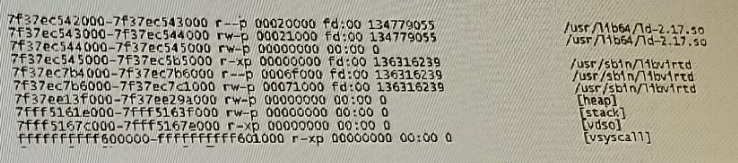 7f37ec542000-7f37ec543000 r--p 00020000 fd:00 134779055 /usr/lib64/ld-2.17.so
7f37ec543000-7f37ec544000 rw-p 00021000 fd:00 134779055 /usr/lib64/ld-2.17.so
7f37ec544000-7f37ec545000 rw-p 00000000 00:00 0
7f37ec545000-7f37ec5b5000 r-xp 00000000 fd:00 136316239 /usr/sbin/libvirtd
7f37ec7b4000-7f37ec7b6000 r--p 0006f000 fd:00 136316239 /usr/sbin/libvirtd
7f37ec7b6000-7f37ec7c1000 rw-p 00071000 fd:00 136316239 /usr/sbin/libvirtd
7f37ee13f000-7f37ee29a000 rw-p 00000000 00:00 0 [heap]
7fff5161e000-7fff5163f000 rw-p 00000000 00:00 0 [stack]
7fff5167c000-7fff5167e000 r-xp 00000000 00:00 0 [vdso]
ffffffffff600000-ffffffffff601000 r-xp 00000000 00:00 0 [vsyscall]